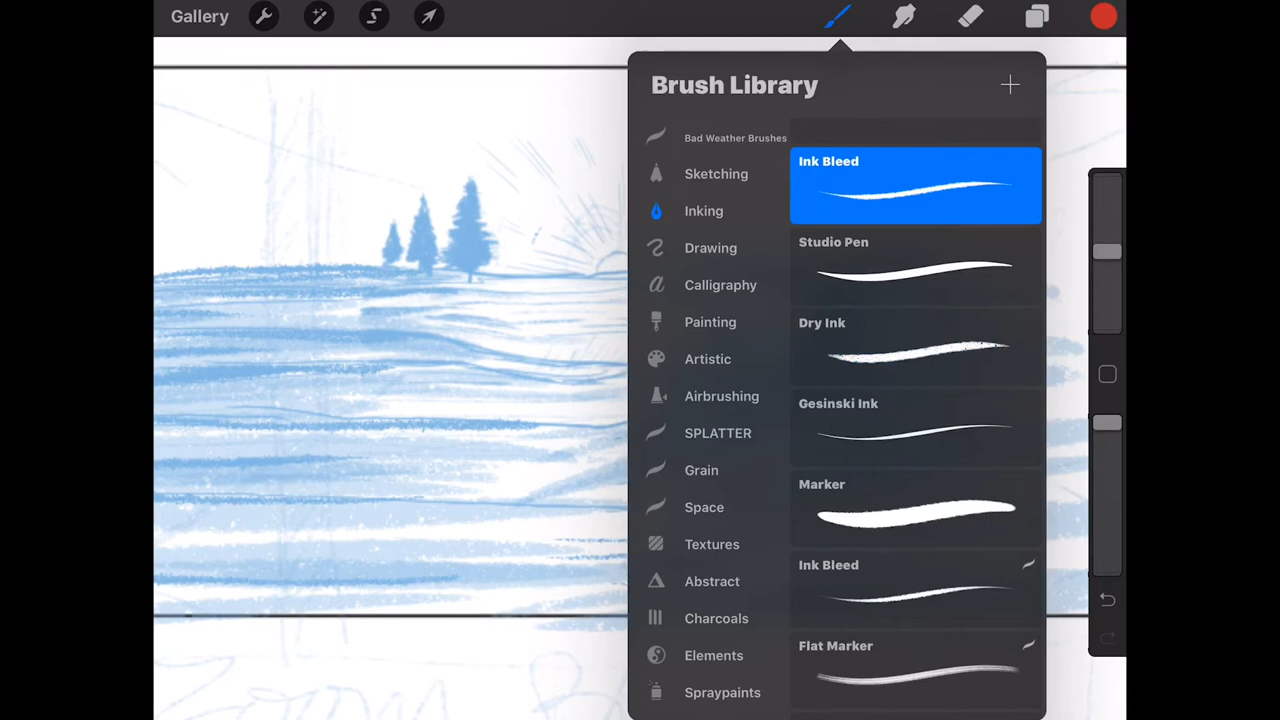 Gallery
Brush Library
Bad Weather Brushes
Sketching
Inking
Drawing
Calligraphy
Painting
Artistic
Airbrushing
SPLATTER
Grain
Space
Textures
Abstract
Charcoals
Elements
Spraypaints
Ink Bleed
Studio Pen
Dry Ink
Gesinski Ink
Marker
Ink Bleed
Flat Marker